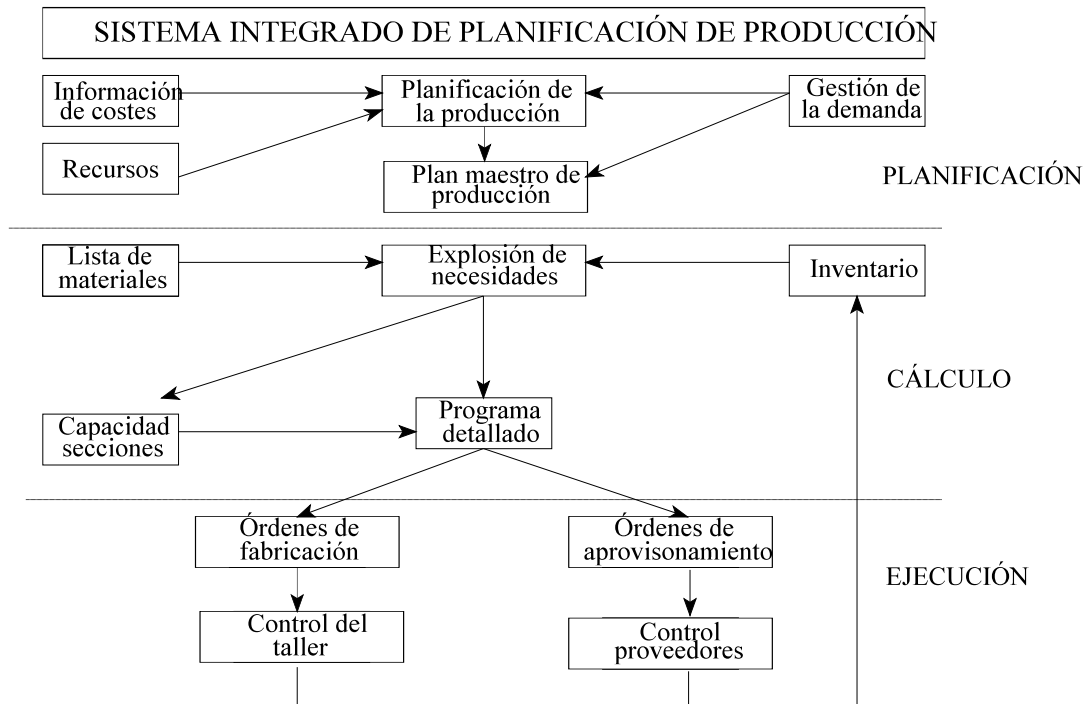 SISTEMA INTEGRADO DE PLANIFICACIÓN DE PRODUCCIÓN
Información
de costes
Planificación de
la producción
Gestión de
la demanda
Recursos
Plan maestro de
producción
PLANIFICACIÓN
Lista de
materiales
Explosión de
necesidades
Inventario
CÁLCULO
Capacidad
secciones
Programa
detallado
Órdenes de
fabricación
Órdenes de
aprovisonamiento
EJECUCIÓN
Control del
taller
Control
proveedores